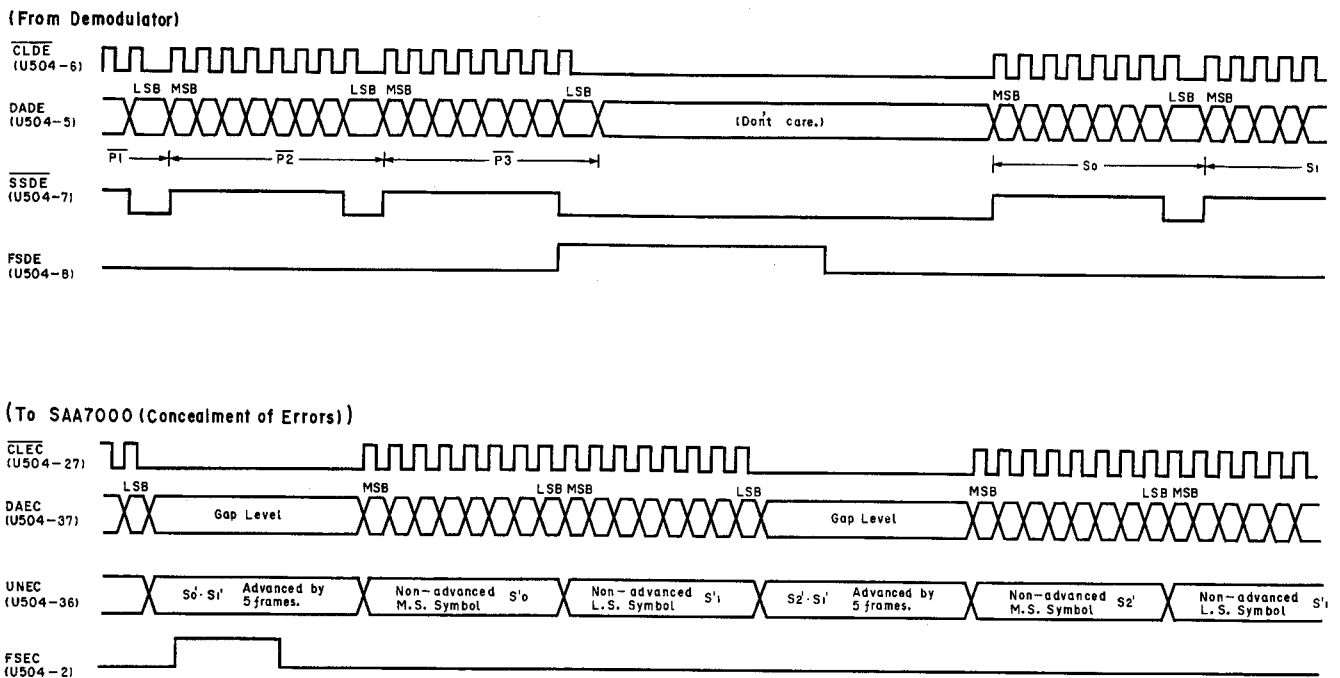 (From Demodulator)
CLDE
(U504-6)
LSB MSB LSB MSB LSB MSB LSB MSB
DADE
(U504-5)
(Don't care.)
P1 P2 P3 S0 S1
SSDE
(U504-7)
FSDE
(U504-8)
(To SAA7000 (Concealment of Errors))
CLEC
(U504-27)
LSB MSB LSB MSB LSB MSB LSB MSB
DAEC
(U504-37)
Gap Level Gap Level
UNEC
(U504-36)
S0'·S1' Advanced by
5 frames.
Non-advanced S'0
M.S. Symbol
Non-advanced S'1
L.S. Symbol
S2'·S1' Advanced by
5 frames.
Non-advanced S2'
M.S. Symbol
Non-advanced
L.S. Symbol S'1
FSEC
(U504-2)